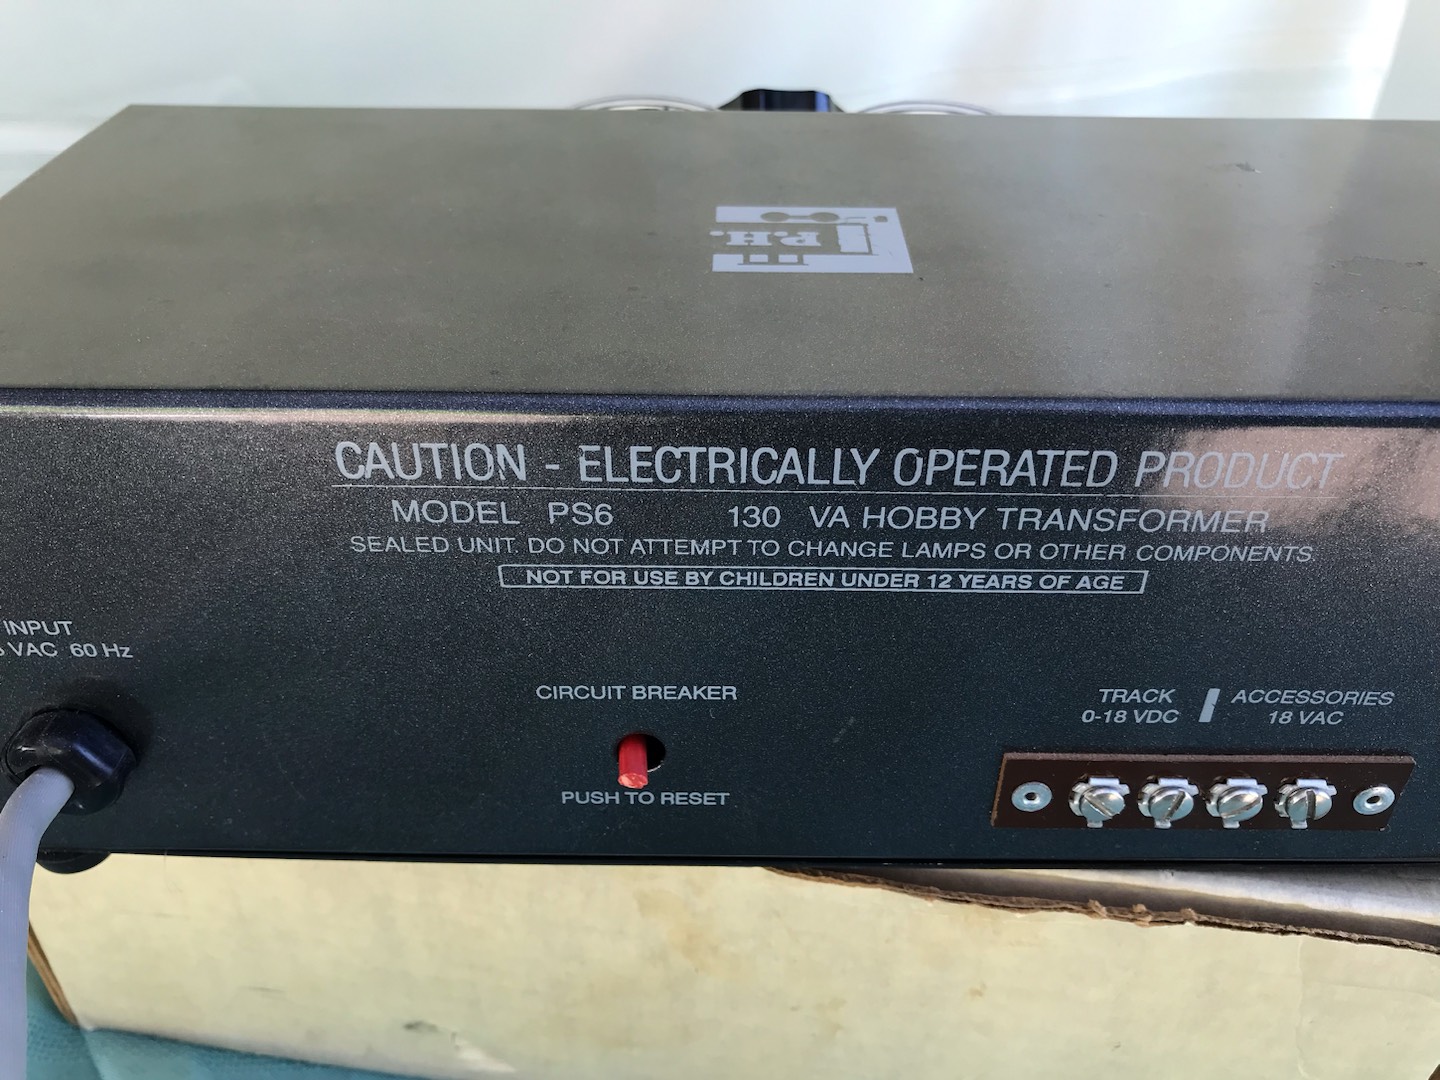 P.H.
CAUTION - ELECTRICALLY OPERATED PRODUCT
MODEL PS6 130 VA HOBBY TRANSFORMER
SEALED UNIT. DO NOT ATTEMPT TO CHANGE LAMPS OR OTHER COMPONENTS.
NOT FOR USE BY CHILDREN UNDER 12 YEARS OF AGE
INPUT
VAC 60 Hz
CIRCUIT BREAKER
PUSH TO RESET
TRACK
0-18 VDC
ACCESSORIES
18 VAC